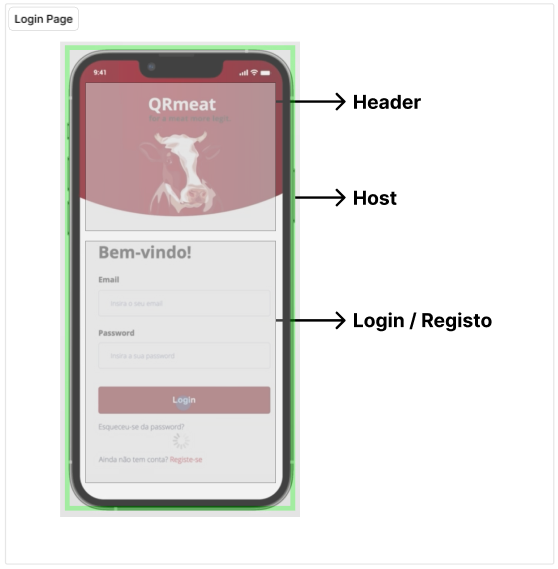 Login Page
9:41
QRmeat
Header
Host
Bem-vindo!
Email
Insira o seu email
Login / Registo
Password
Insira a sua password
Login
Esqueceu-se da password?
Ainda não tem conta? Registe-se